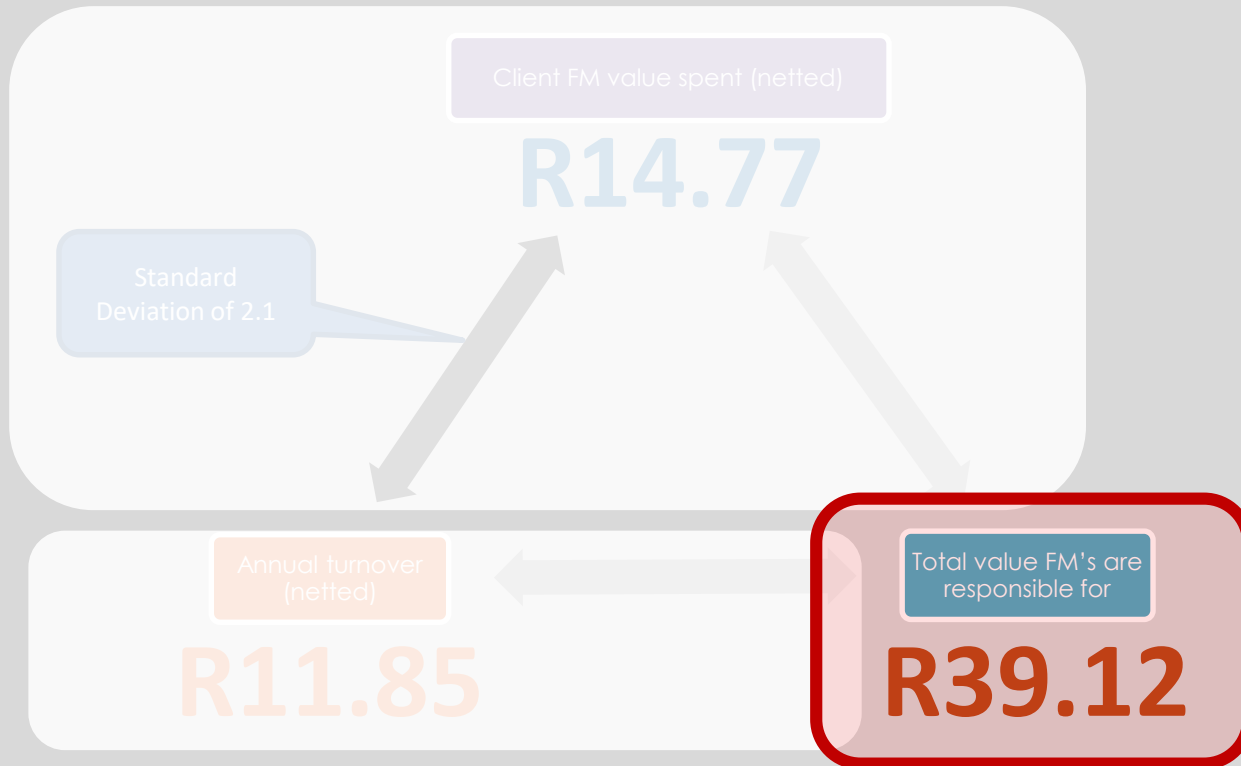 Client FM value spent (netted)
R14.77
Standard
Deviation of 2.1
Annual turnover
(netted)
R11.85
Total value FM's are
responsible for
R39.12